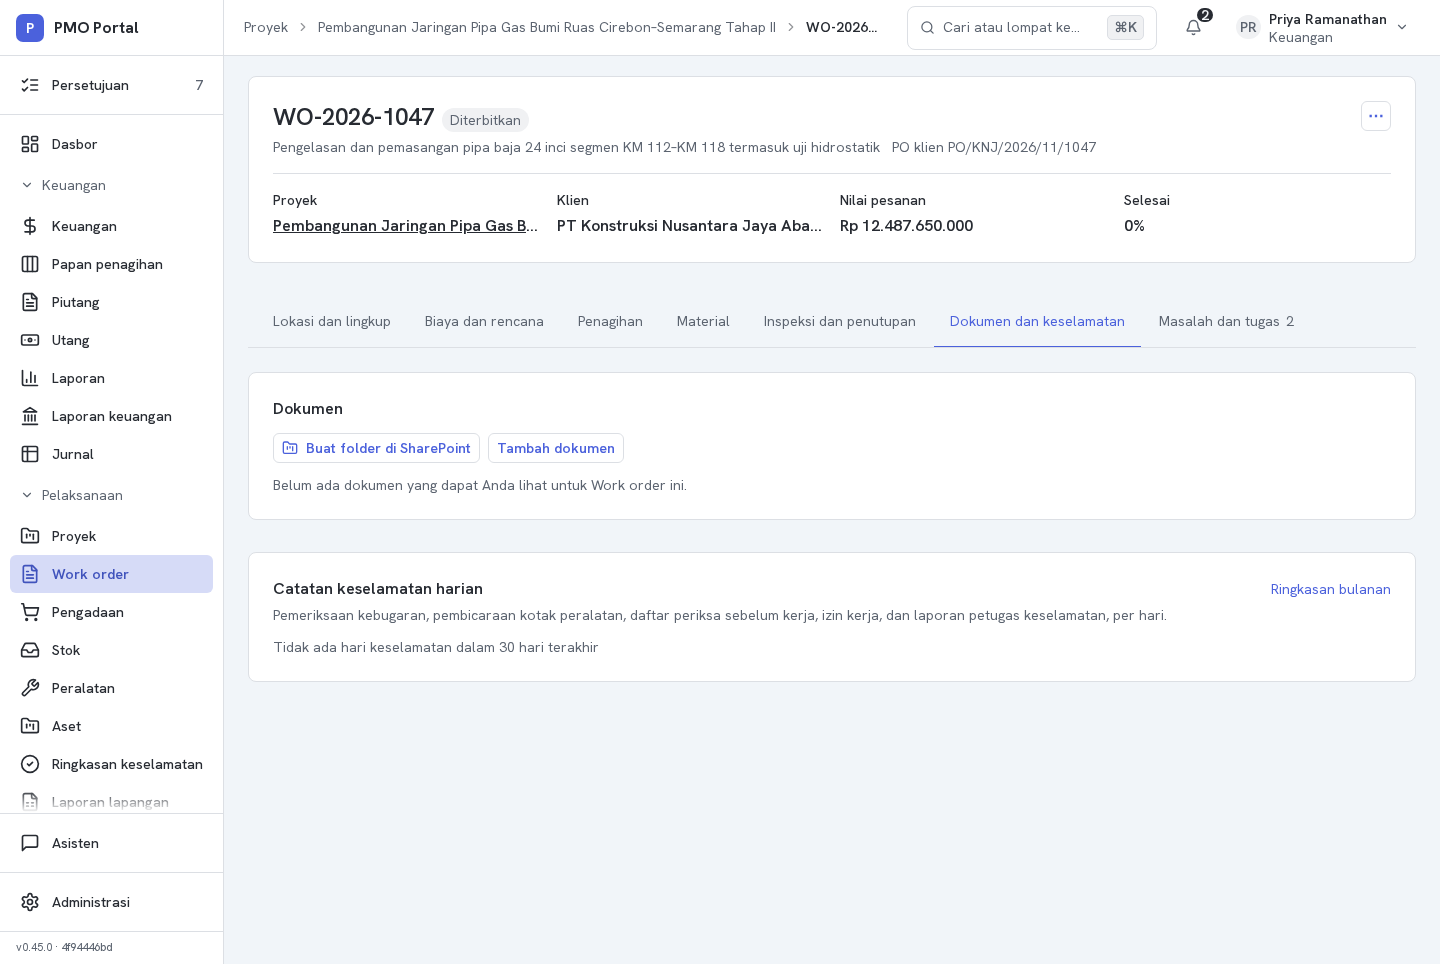 P PMO Portal
Proyek > Pembangunan Jaringan Pipa Gas Bumi Ruas Cirebon–Semarang Tahap II > WO-2026...
Cari atau lompat ke... ⌘K
2
PR Priya Ramanathan
Keuangan
Persetujuan 7
Dasbor
Keuangan
Keuangan
Papan penagihan
Piutang
Utang
Laporan
Laporan keuangan
Jurnal
Pelaksanaan
Proyek
Work order
Pengadaan
Stok
Peralatan
Aset
Ringkasan keselamatan
Laporan lapangan
Asisten
Administrasi
v0.45.0 · 4f94446bd
WO-2026-1047 Diterbitkan
Pengelasan dan pemasangan pipa baja 24 inci segmen KM 112–KM 118 termasuk uji hidrostatik PO klien PO/KNJ/2026/11/1047
Proyek Klien Nilai pesanan Selesai
Pembangunan Jaringan Pipa Gas B... PT Konstruksi Nusantara Jaya Aba... Rp 12.487.650.000 0%
Lokasi dan lingkup Biaya dan rencana Penagihan Material Inspeksi dan penutupan Dokumen dan keselamatan Masalah dan tugas 2
Dokumen
Buat folder di SharePoint Tambah dokumen
Belum ada dokumen yang dapat Anda lihat untuk Work order ini.
Catatan keselamatan harian Ringkasan bulanan
Pemeriksaan kebugaran, pembicaraan kotak peralatan, daftar periksa sebelum kerja, izin kerja, dan laporan petugas keselamatan, per hari.
Tidak ada hari keselamatan dalam 30 hari terakhir